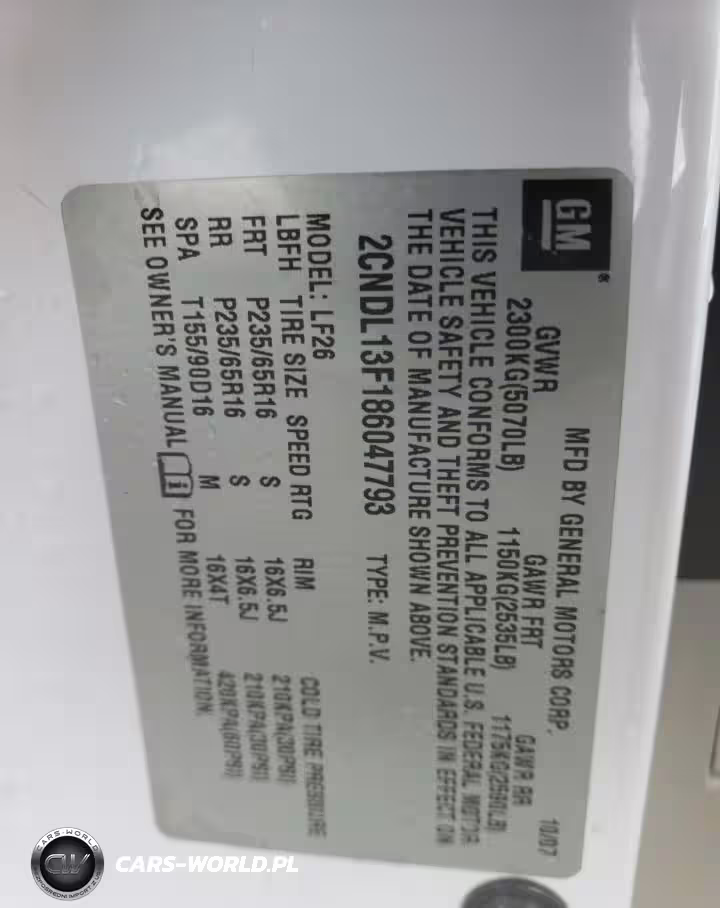 GM®
MFD BY GENERAL MOTORS CORP. 10/07
GVWR GAWR FRT GAWR RR
2300KG(5070LB) 1150KG(2535LB) 1175KG(2590LB)
THIS VEHICLE CONFORMS TO ALL APPLICABLE U.S. FEDERAL MOTOR
VEHICLE SAFETY AND THEFT PREVENTION STANDARDS IN EFFECT ON
THE DATE OF MANUFACTURE SHOWN ABOVE.
2CNDL13F186047793 TYPE: M.P.V.
MODEL: LF26
LBFH TIRE SIZE SPEED RTG RIM COLD TIRE PRESSURE
FRT P235/65R16 S 16X6.5J 210KPA(30PSI)
RR P235/65R16 S 16X6.5J 210KPA(30PSI)
SPA T155/90D16 M 16X4T 420KPA(60PSI)
SEE OWNER'S MANUAL FOR MORE INFORMATION.
CARS-WORLD
CW
CARS-WORLD.PL